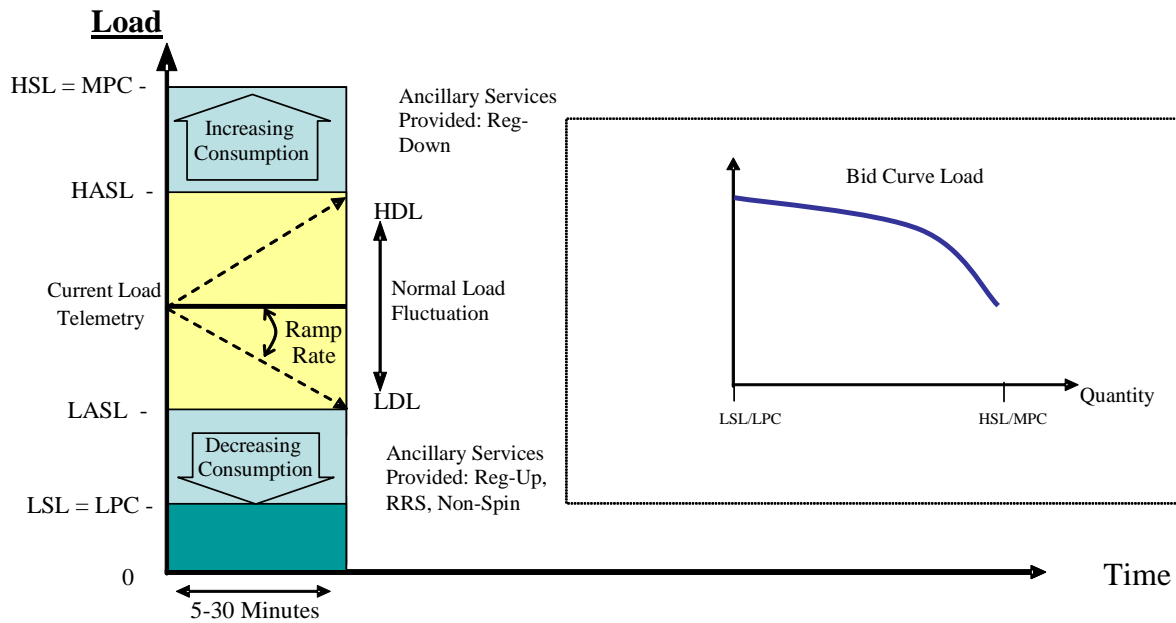 Load
HSL = MPC -
Increasing
Consumption
Ancillary Services
Provided: Reg-
Down
HASL -
HDL
Current Load
Telemetry
Ramp
Rate
Normal Load
Fluctuation
LASL -
LDL
Decreasing
Consumption
Ancillary Services
Provided: Reg-Up,
RRS, Non-Spin
LSL = LPC -
0
5-30 Minutes
Time
Bid Curve Load
Quantity
LSL/LPC
HSL/MPC